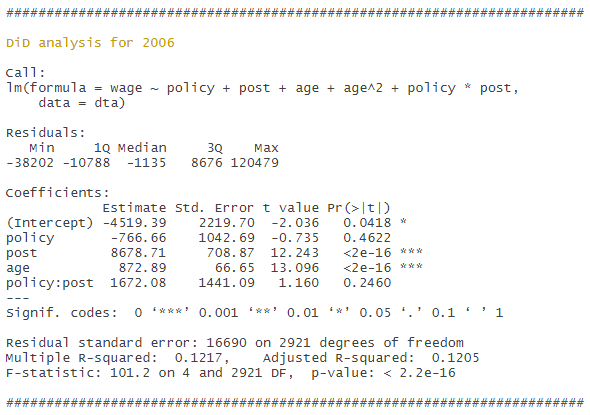 ################################################################################
DiD analysis for 2006
Call:
lm(formula = wage ~ policy + post + age + age^2 + policy * post,
    data = dta)
Residuals:
   Min     1Q Median     3Q    Max
-38202 -10788  -1135   8676 120479
Coefficients:
            Estimate Std. Error t value Pr(>|t|)
(Intercept) -4519.39    2219.70  -2.036   0.0418 *
policy       -766.66    1042.69  -0.735   0.4622
post         8678.71     708.87  12.243   <2e-16 ***
age           872.89      66.65  13.096   <2e-16 ***
policy:post  1672.08    1441.09   1.160   0.2460
---
Signif. codes:  0 ‘***’ 0.001 ‘**’ 0.01 ‘*’ 0.05 ‘.’ 0.1 ‘ ’ 1
Residual standard error: 16690 on 2921 degrees of freedom
Multiple R-squared:  0.1217,    Adjusted R-squared:  0.1205
F-statistic: 101.2 on 4 and 2921 DF,  p-value: < 2.2e-16
################################################################################